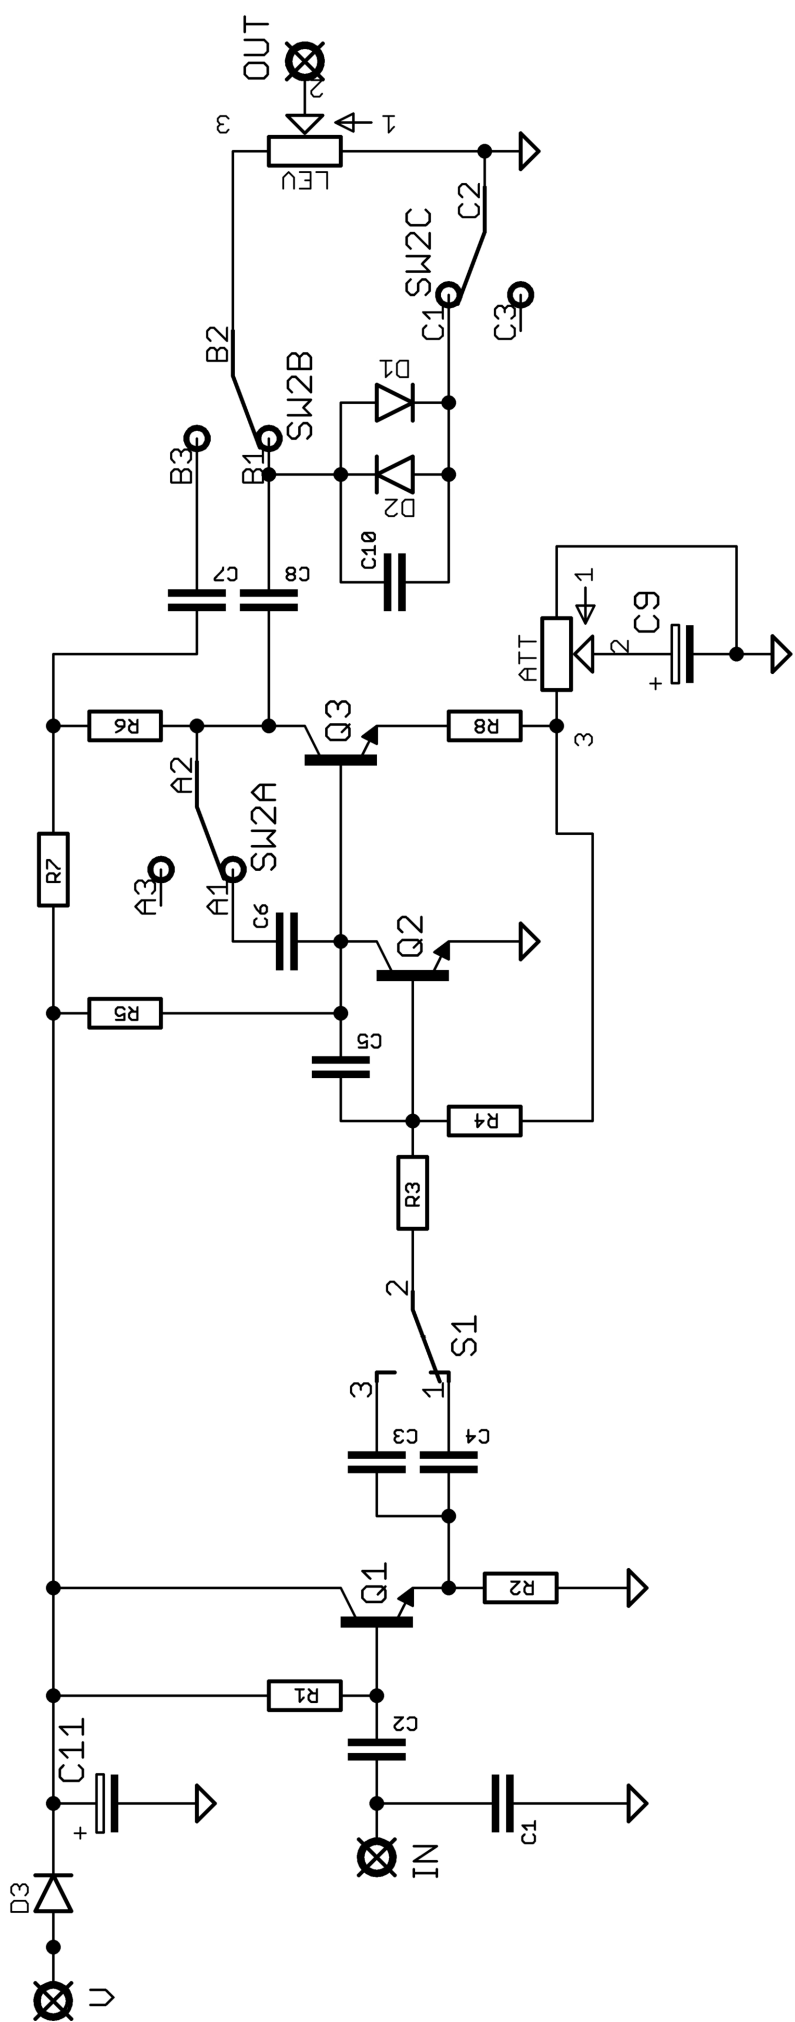 OUT
2
3
1
LEV
C2
SW2C
C1
C3
B2
SW2B
B3
B1
D1
D2
C10
C7
C8
ATT
1
2
C9
+
3
R6
Q3
R8
A2
SW2A
A3
A1
R7
C6
Q2
R5
C5
R4
R3
2
S1
3
1
C3
C4
Q1
R2
R1
C2
C11
+
C1
IN
D3
V